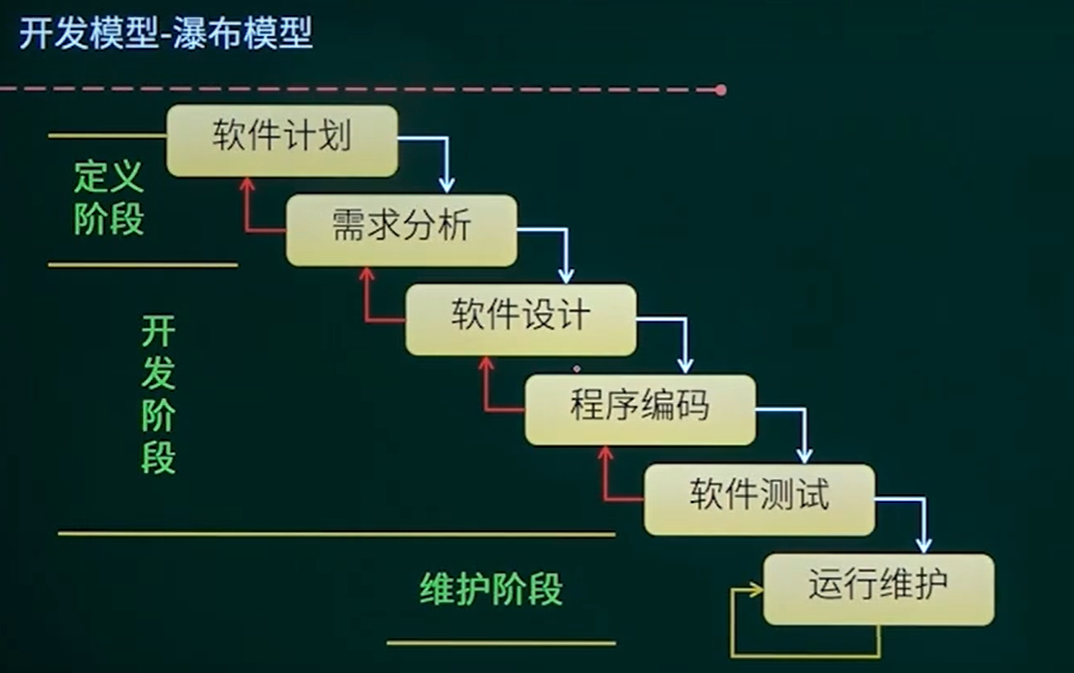 开发模型-瀑布模型
软件计划
定义
阶段
需求分析
软件设计
开
发
阶
段
程序编码
软件测试
维护阶段
运行维护